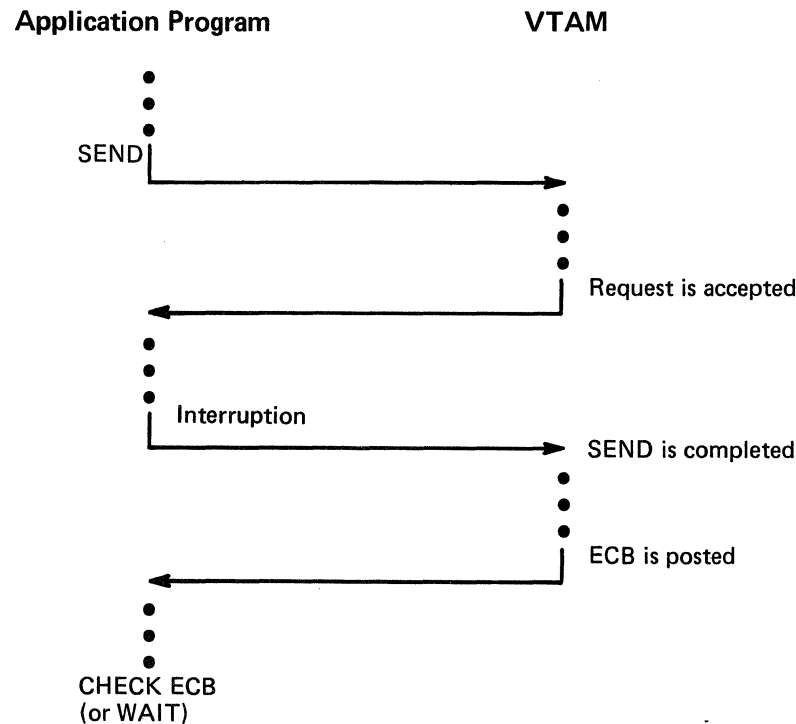 Application Program VTAM
SEND
Request is accepted
Interruption
SEND is completed
ECB is posted
CHECK ECB
(or WAIT)